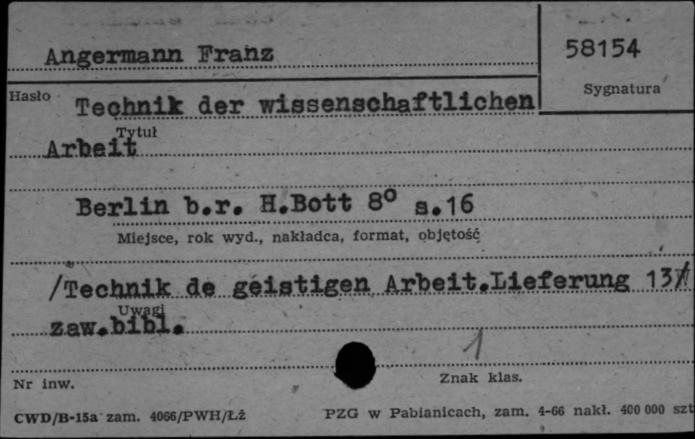 Angermann Franz
58154
Hasło
Sygnatura
Technik der wissenschaftlichen
Tytuł
Arbeit
Berlin b.r. H.Bott 8º s.16
Miejsce, rok wyd., nakładca, format, objętość
/Technik de geistigen Arbeit.Lieferung 13/
Uwagi
zaw.bibl.
1
Nr inw.
Znak klas.
CWD/B-15a zam. 4066/PWH/Łź
PZG w Pabianicach, zam. 4-66 nakł. 400 000 szt